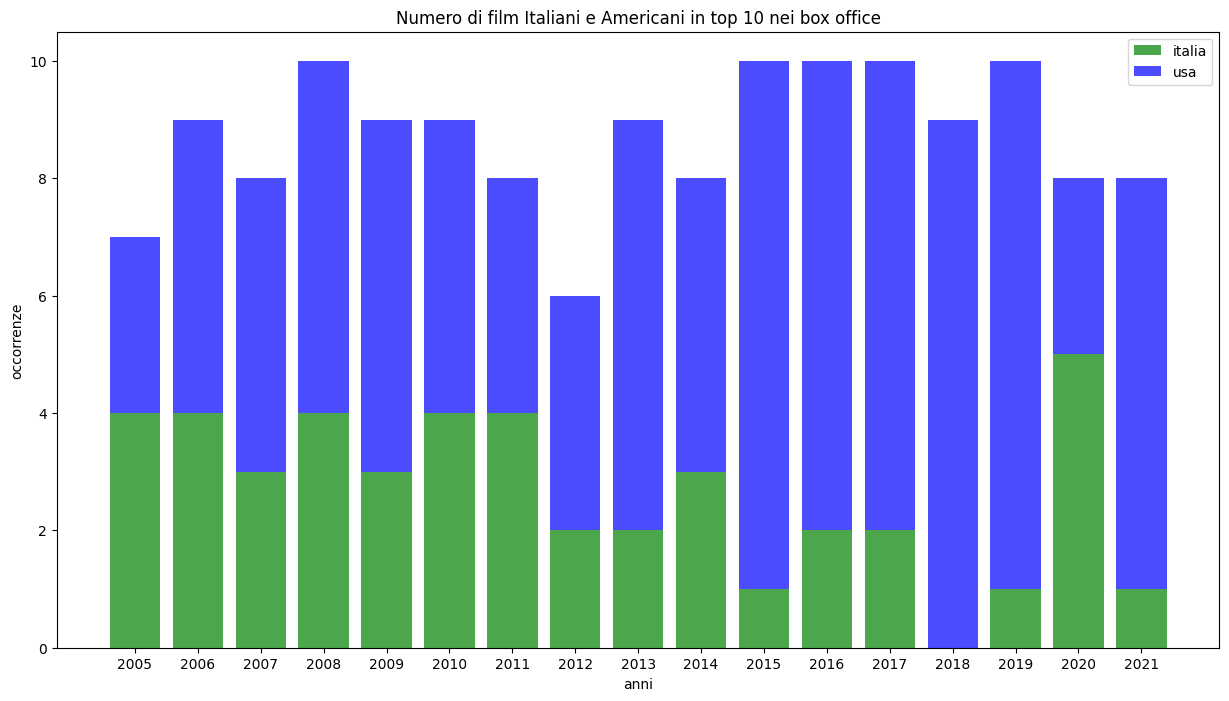 Numero di film Italiani e Americani in top 10 nei box office
italia
usa
10
8
6
4
2
0
occorrenze
2005 2006 2007 2008 2009 2010 2011 2012 2013 2014 2015 2016 2017 2018 2019 2020 2021
anni